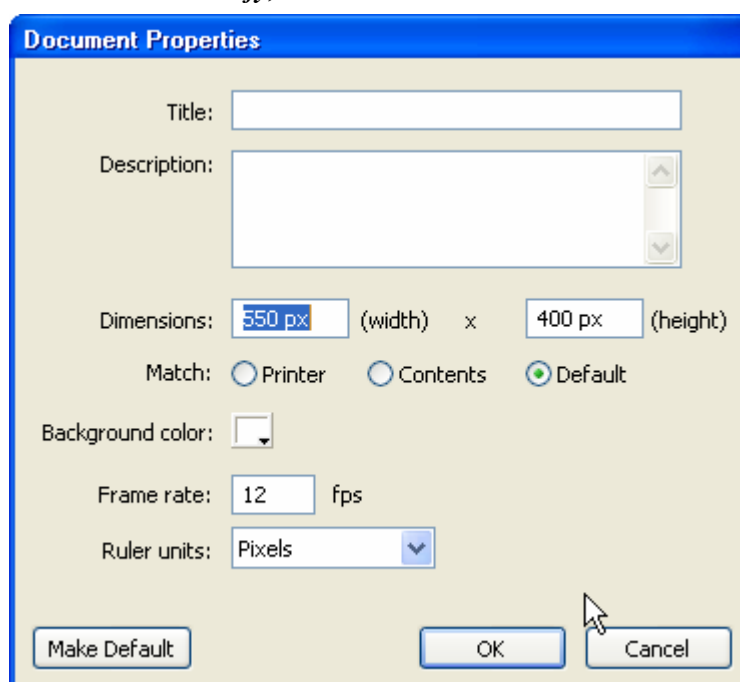 Document Properties
Title:
Description:
Dimensions: 550 px (width) x 400 px (height)
Match: Printer Contents Default
Background color:
Frame rate: 12 fps
Ruler units: Pixels
Make Default OK Cancel